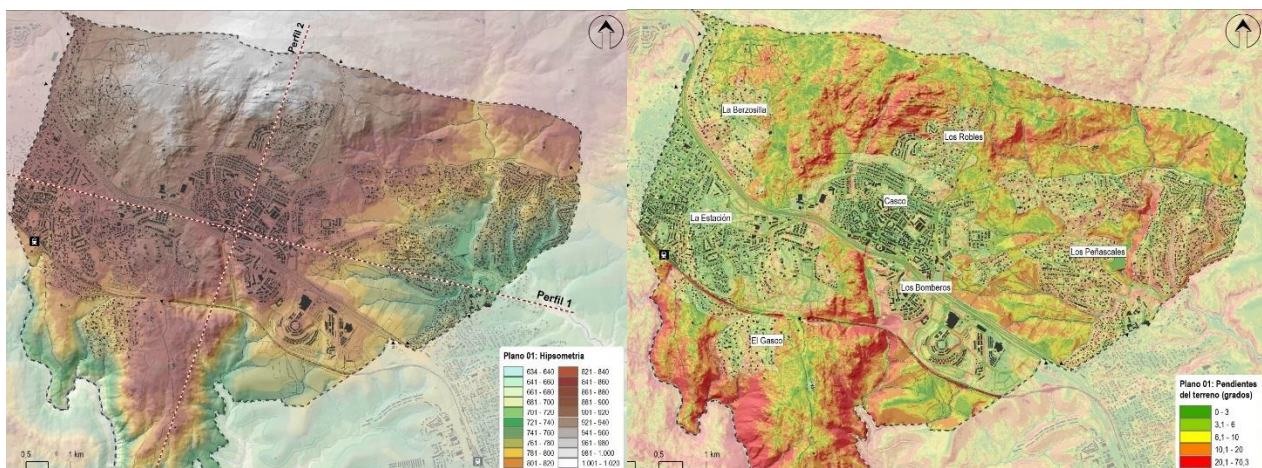 Perfil 2
Perfil 1
Plano 01: Hipsometría
634 - 640
641 - 660
661 - 680
681 - 700
701 - 720
721 - 740
741 - 760
761 - 780
781 - 800
801 - 820
821 - 840
841 - 860
861 - 880
881 - 900
901 - 920
921 - 940
941 - 960
961 - 980
981 - 1.000
1.001 - 1.020
0,5
1 km
La Berzosilla
Los Robles
La Estación
Casco
Los Peñascales
Los Bomberos
El Gasco
Plano 01: Pendientes
del terreno (grados)
0 - 3
3,1 - 6
6,1 - 10
10,1 - 20
20,1 - 70,3
0,5
1 km